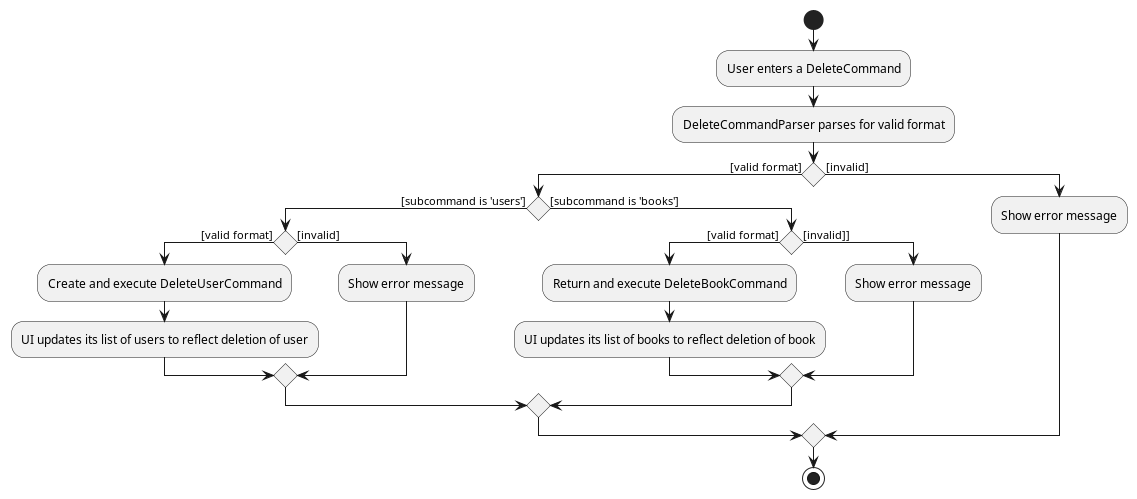 User enters a DeleteCommand
DeleteCommandParser parses for valid format
[valid format]
[invalid]
[subcommand is 'users']
[subcommand is 'books']
Show error message
[valid format]
[invalid]
[valid format]
[invalid]]
Create and execute DeleteUserCommand
Show error message
Return and execute DeleteBookCommand
Show error message
UI updates its list of users to reflect deletion of user
UI updates its list of books to reflect deletion of book